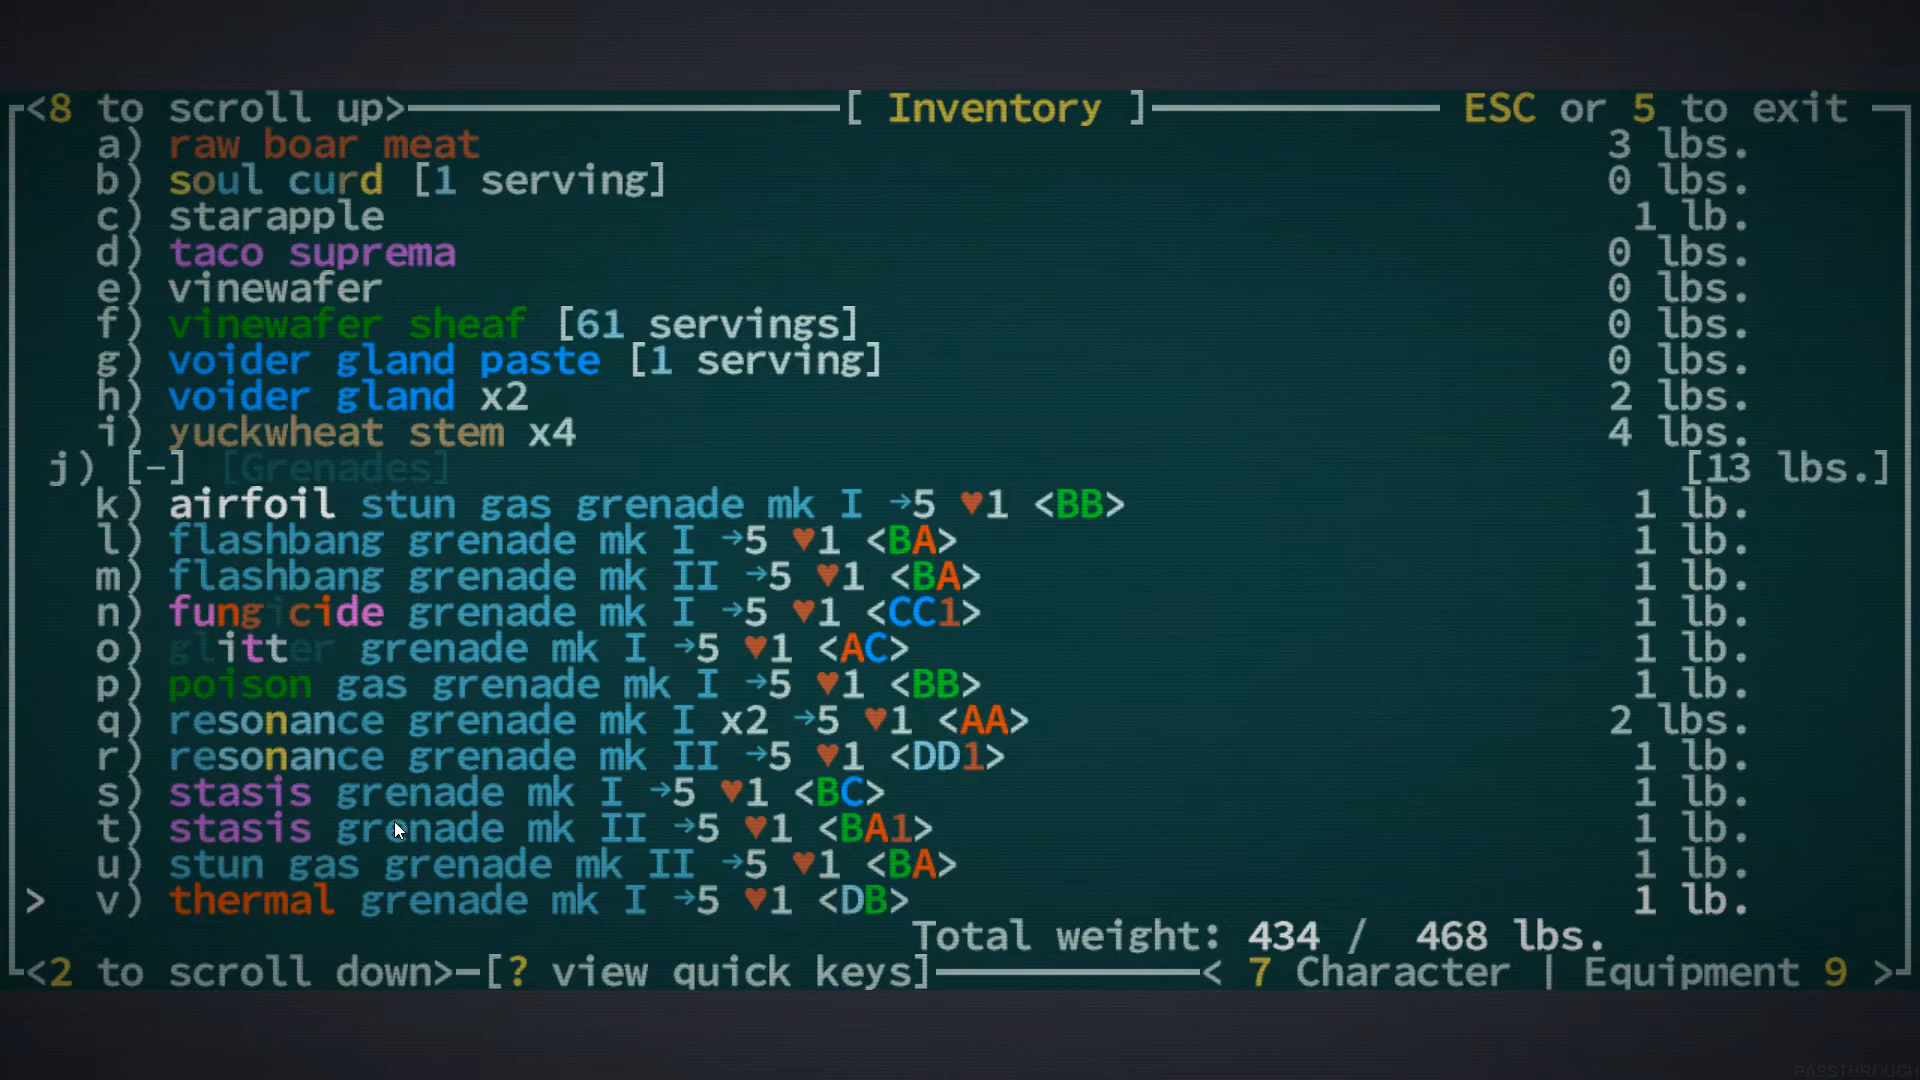 <8 to scroll up> [ Inventory ] ESC or 5 to exit
a) raw boar meat 3 lbs.
b) soul curd [1 serving] 0 lbs.
c) starapple 1 lb.
d) taco suprema 0 lbs.
e) vinewafer 0 lbs.
f) vinewafer sheaf [61 servings] 0 lbs.
g) voider gland paste [1 serving] 0 lbs.
h) voider gland x2 2 lbs.
i) yuckwheat stem x4 4 lbs.
j) [-] [Grenades] [13 lbs.]
k) airfoil stun gas grenade mk I →5 ♥1 <BB> 1 lb.
l) flashbang grenade mk I →5 ♥1 <BA> 1 lb.
m) flashbang grenade mk II →5 ♥1 <BA> 1 lb.
n) fungicide grenade mk I →5 ♥1 <CC1> 1 lb.
o) glitter grenade mk I →5 ♥1 <AC> 1 lb.
p) poison gas grenade mk I →5 ♥1 <BB> 1 lb.
q) resonance grenade mk I x2 →5 ♥1 <AA> 2 lbs.
r) resonance grenade mk II →5 ♥1 <DD1> 1 lb.
s) stasis grenade mk I →5 ♥1 <BC> 1 lb.
t) stasis grenade mk II →5 ♥1 <BA1> 1 lb.
u) stun gas grenade mk II →5 ♥1 <BA> 1 lb.
> v) thermal grenade mk I →5 ♥1 <DB> 1 lb.
Total weight: 434 / 468 lbs.
<2 to scroll down> [? view quick keys] < 7 Character | Equipment 9 >
PASSTHROUGH